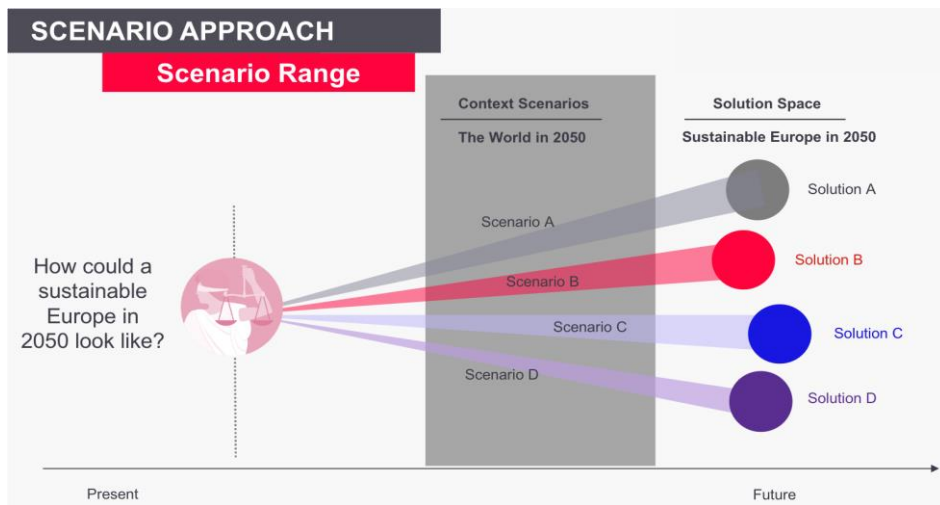 SCENARIO APPROACH
Scenario Range
Context Scenarios
The World in 2050
Solution Space
Sustainable Europe in 2050
How could a
sustainable
Europe in
2050 look like?
Scenario A
Scenario B
Scenario C
Scenario D
Solution A
Solution B
Solution C
Solution D
Present
Future